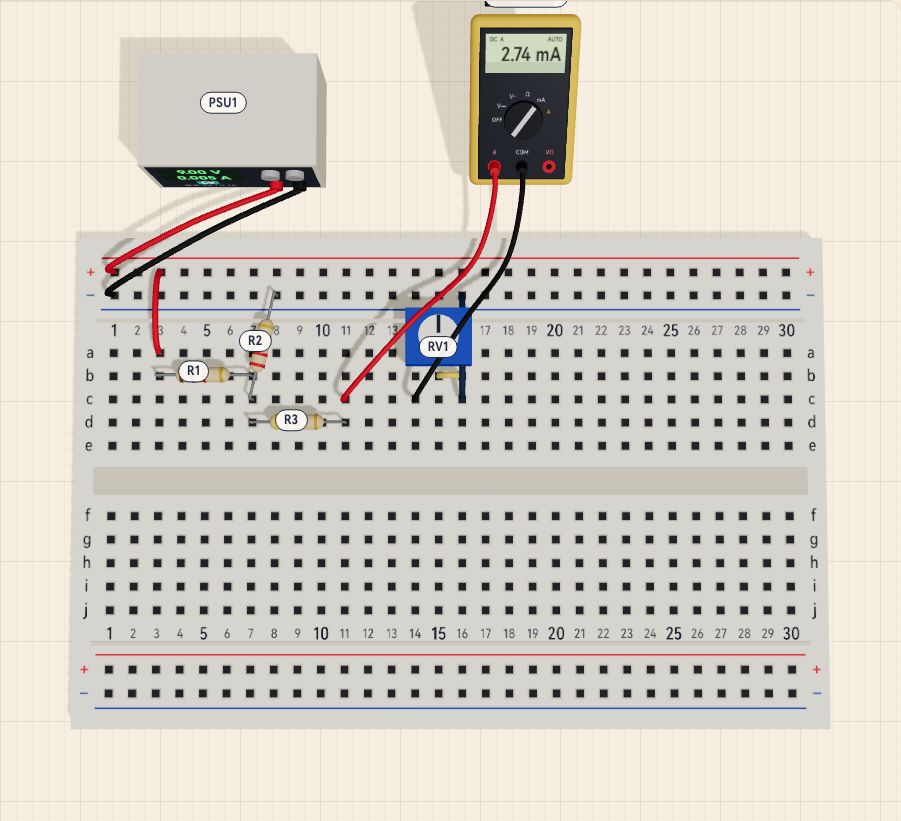 PSU1
9.00 V
0.005 A
DC A AUTO
2.74 mA
V⎓ V~ Ω mA A
OFF
A COM VΩ
+ +
− −
1 2 3 4 5 6 7 8 9 10 11 12 13 14 15 16 17 18 19 20 21 22 23 24 25 26 27 28 29 30
R2
RV1
a a
R1
b b
c c
R3
d d
e e
f f
g g
h h
i i
j j
1 2 3 4 5 6 7 8 9 10 11 12 13 14 15 16 17 18 19 20 21 22 23 24 25 26 27 28 29 30
+ +
− −